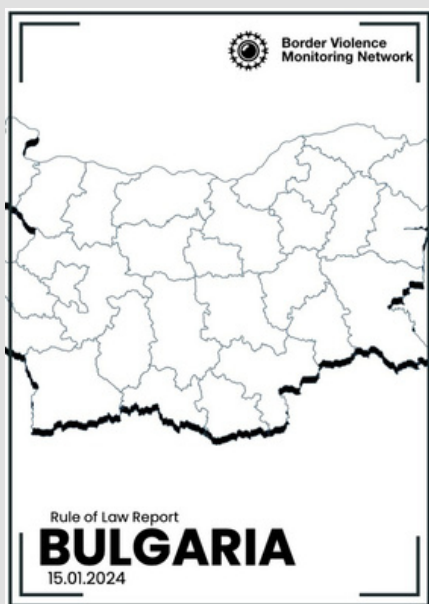 Border Violence
Monitoring Network
Rule of Law Report
BULGARIA
15.01.2024